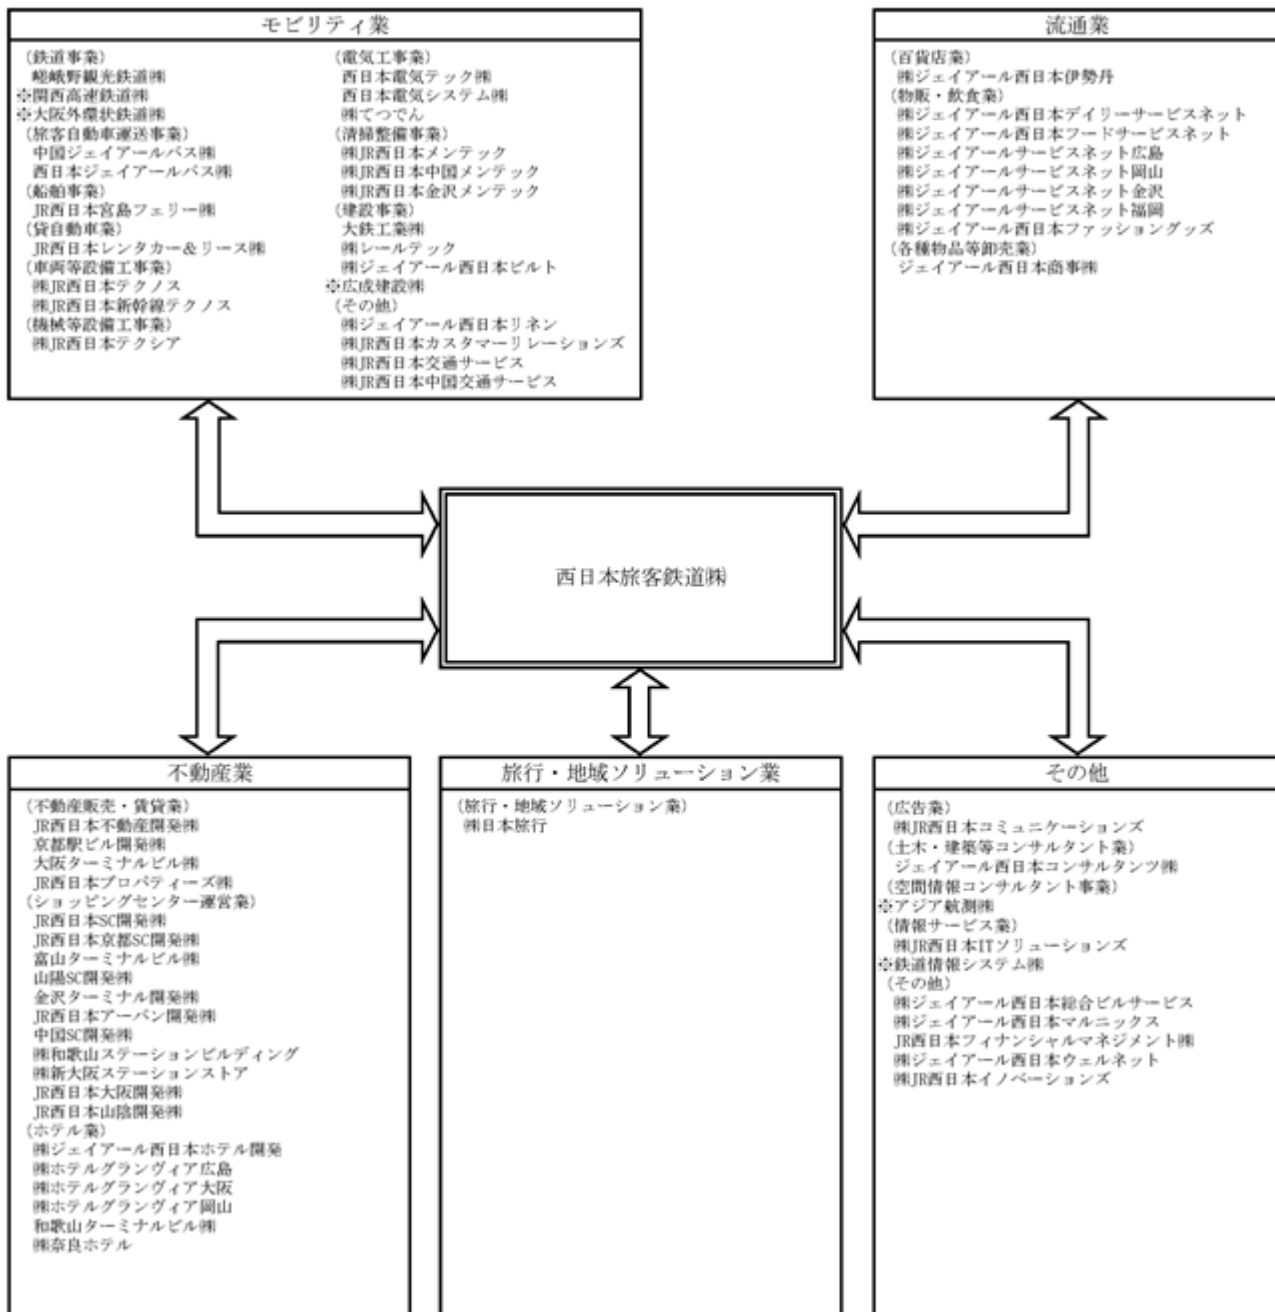 モビリティ業
(鉄道事業)
嵯峨野観光鉄道㈱
※関西高速鉄道㈱
※大阪外環状鉄道㈱
(旅客自動車運送事業)
中国ジェイアールバス㈱
西日本ジェイアールバス㈱
(船舶事業)
JR西日本宮島フェリー㈱
(貸自動車業)
JR西日本レンタカー&リース㈱
(車両等設備工事業)
㈱JR西日本テクノス
㈱JR西日本新幹線テクノス
(機械等設備工事業)
㈱JR西日本テクシア
(電気工事業)
西日本電気テック㈱
西日本電気システム㈱
㈱てつでん
(清掃整備事業)
㈱JR西日本メンテック
㈱JR西日本中国メンテック
㈱JR西日本金沢メンテック
(建設事業)
大鉄工業㈱
㈱レールテック
㈱ジェイアール西日本ビルト
※広成建設㈱
(その他)
㈱ジェイアール西日本リネン
㈱JR西日本カスタマーリレーションズ
㈱JR西日本交通サービス
㈱JR西日本中国交通サービス
流通業
(百貨店業)
㈱ジェイアール西日本伊勢丹
(物販・飲食業)
㈱ジェイアール西日本デイリーサービスネット
㈱ジェイアール西日本フードサービスネット
㈱ジェイアールサービスネット広島
㈱ジェイアールサービスネット岡山
㈱ジェイアールサービスネット金沢
㈱ジェイアールサービスネット福岡
㈱ジェイアール西日本ファッショングッズ
(各種物品等卸売業)
ジェイアール西日本商事㈱
西日本旅客鉄道㈱
不動産業
(不動産販売・賃貸業)
JR西日本不動産開発㈱
京都駅ビル開発㈱
大阪ターミナルビル㈱
JR西日本プロパティーズ㈱
(ショッピングセンター運営業)
JR西日本SC開発㈱
JR西日本京都SC開発㈱
富山ターミナルビル㈱
山陽SC開発㈱
金沢ターミナル開発㈱
JR西日本アーバン開発㈱
中国SC開発㈱
㈱和歌山ステーションビルディング
㈱新大阪ステーションストア
JR西日本大阪開発㈱
JR西日本山陰開発㈱
(ホテル業)
㈱ジェイアール西日本ホテル開発
㈱ホテルグランヴィア広島
㈱ホテルグランヴィア大阪
㈱ホテルグランヴィア岡山
和歌山ターミナルビル㈱
㈱奈良ホテル
旅行・地域ソリューション業
(旅行・地域ソリューション業)
㈱日本旅行
その他
(広告業)
㈱JR西日本コミュニケーションズ
(土木・建築等コンサルタント業)
ジェイアール西日本コンサルタンツ㈱
(空間情報コンサルタント事業)
※アジア航測㈱
(情報サービス業)
㈱JR西日本ITソリューションズ
※鉄道情報システム㈱
(その他)
㈱ジェイアール西日本総合ビルサービス
㈱ジェイアール西日本マルニックス
JR西日本フィナンシャルマネジメント㈱
㈱ジェイアール西日本ウェルネット
㈱JR西日本イノベーションズ